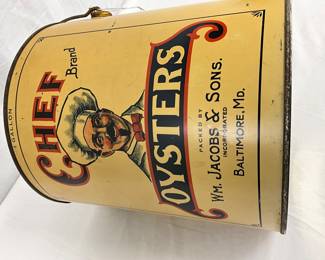 GALLON
CHEF
Brand
OYSTERS
PACKED BY
WM. JACOBS & SONS.
INCORPORATED
BALTIMORE, MD.